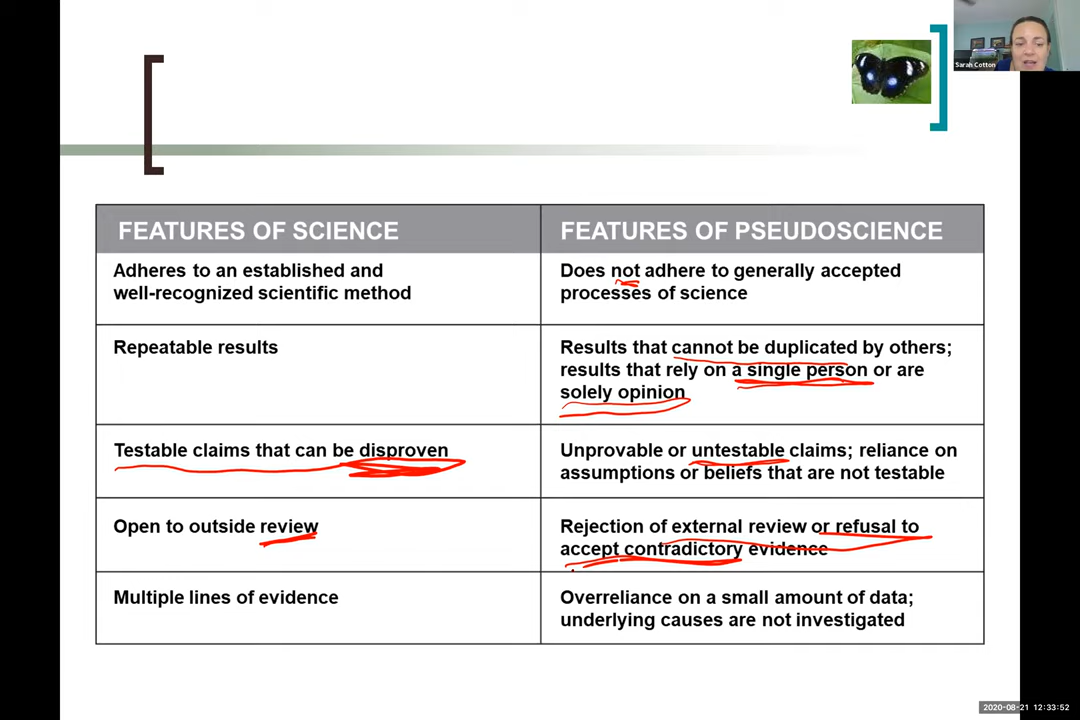 Sarah Cotton
FEATURES OF SCIENCE
FEATURES OF PSEUDOSCIENCE
Adheres to an established and
well-recognized scientific method
Does not adhere to generally accepted
processes of science
Repeatable results
Results that cannot be duplicated by others;
results that rely on a single person or are
solely opinion
Testable claims that can be disproven
Unprovable or untestable claims; reliance on
assumptions or beliefs that are not testable
Open to outside review
Rejection of external review or refusal to
accept contradictory evidence
Multiple lines of evidence
Overreliance on a small amount of data;
underlying causes are not investigated
2020-08-21 12:33:52